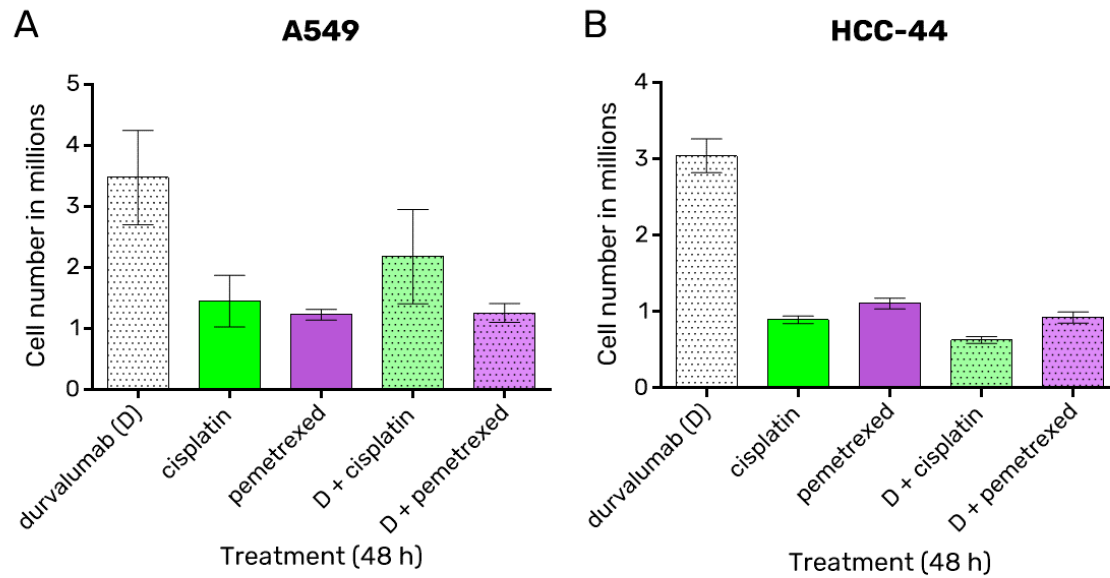 A
A549
Cell number in millions
5
4
3
2
1
0
durvalumab (D)
cisplatin
pemetrexed
D + cisplatin
D + pemetrexed
Treatment (48 h)
B
HCC-44
Cell number in millions
4
3
2
1
0
durvalumab (D)
cisplatin
pemetrexed
D + cisplatin
D + pemetrexed
Treatment (48 h)